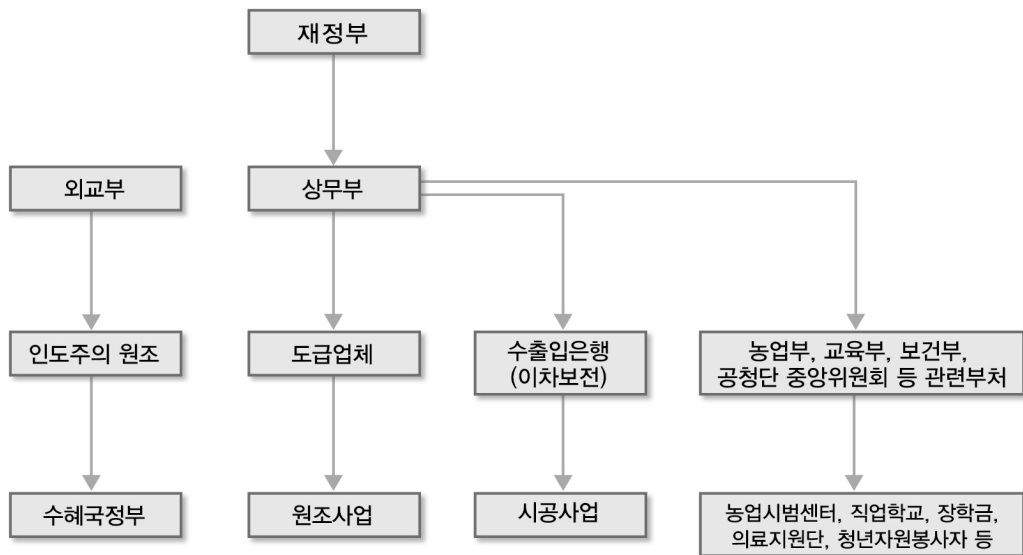 재정부
외교부
상무부
인도주의 원조
도급업체
수출입은행
(이차보전)
농업부, 교육부, 보건부,
공청단 중앙위원회 등 관련부처
수혜국정부
원조사업
시공사업
농업시범센터, 직업학교, 장학금,
의료지원단, 청년자원봉사자 등